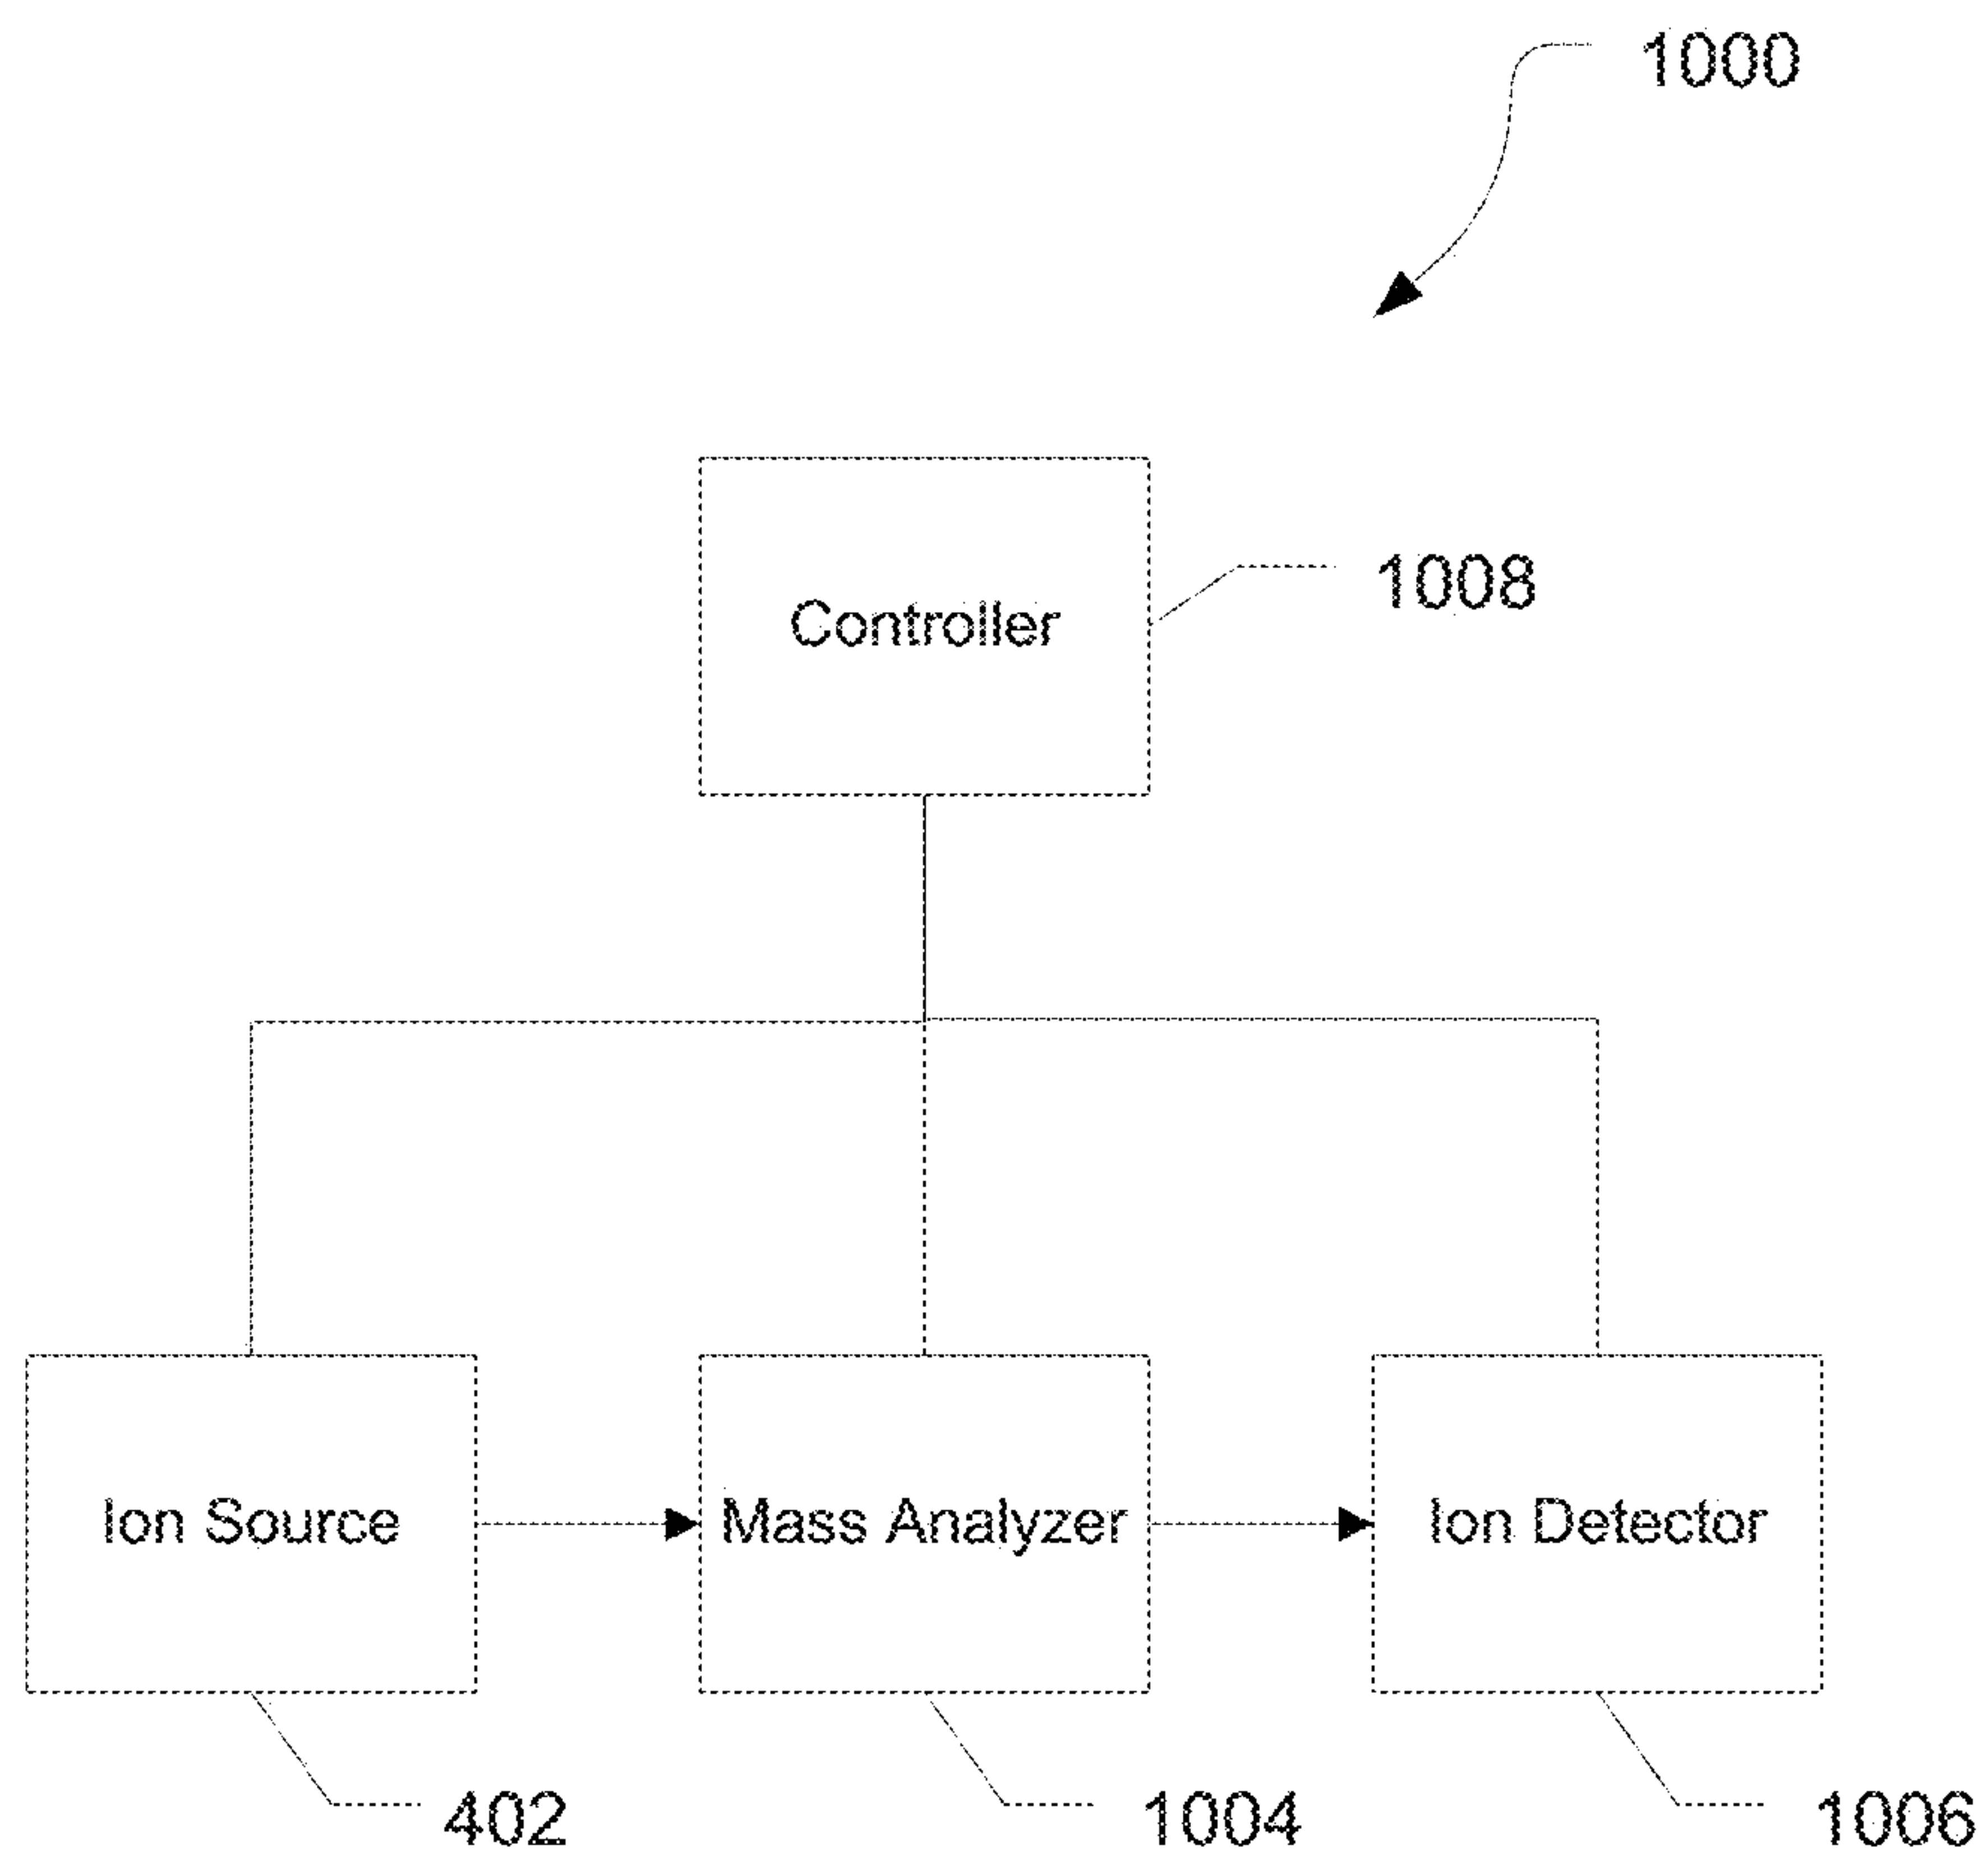 1000
Controller
1008
Ion Source
Mass Analyzer
Ion Detector
402
1004
1006